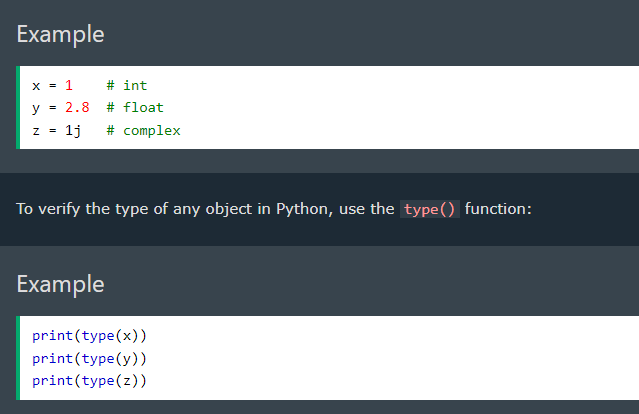 Example
x = 1    # int
y = 2.8  # float
z = 1j   # complex
To verify the type of any object in Python, use the type() function:
Example
print(type(x))
print(type(y))
print(type(z))